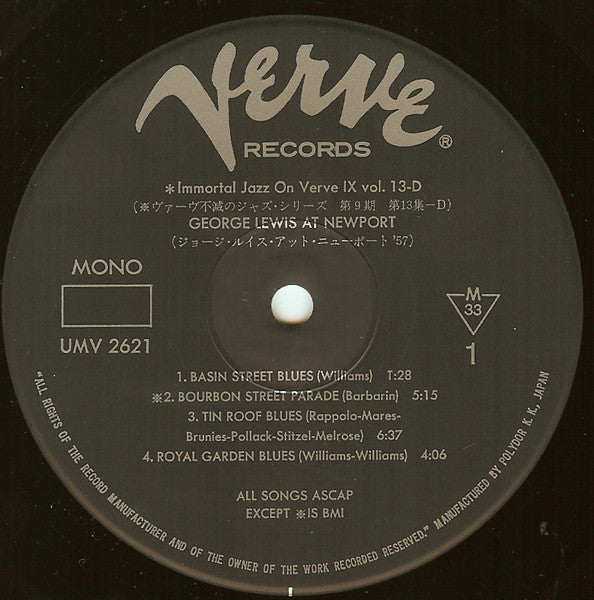 Verve®
RECORDS
*Immortal Jazz On Verve IX vol. 13-D
(※ヴァーヴ不滅のジャズ・シリーズ 第9期 第13集-D)
GEORGE LEWIS AT NEWPORT
(ジョージ・ルイス・アット・ニューポート '57)
MONO
UMV 2621
M
33
1
1. BASIN STREET BLUES (Williams) 1:28
※2. BOURBON STREET PARADE (Barbarin) 5:15
3. TIN ROOF BLUES (Rappolo-Mares-
Brunies-Pollack-Stitzel-Melrose) 6:37
4. ROYAL GARDEN BLUES (Williams-Williams) 4:06
ALL SONGS ASCAP
EXCEPT ※IS BMI
"ALL RIGHTS OF THE RECORD MANUFACTURER AND OF THE OWNER OF THE WORK RECORDED RESERVED." MANUFACTURED BY POLYDOR K. K., JAPAN